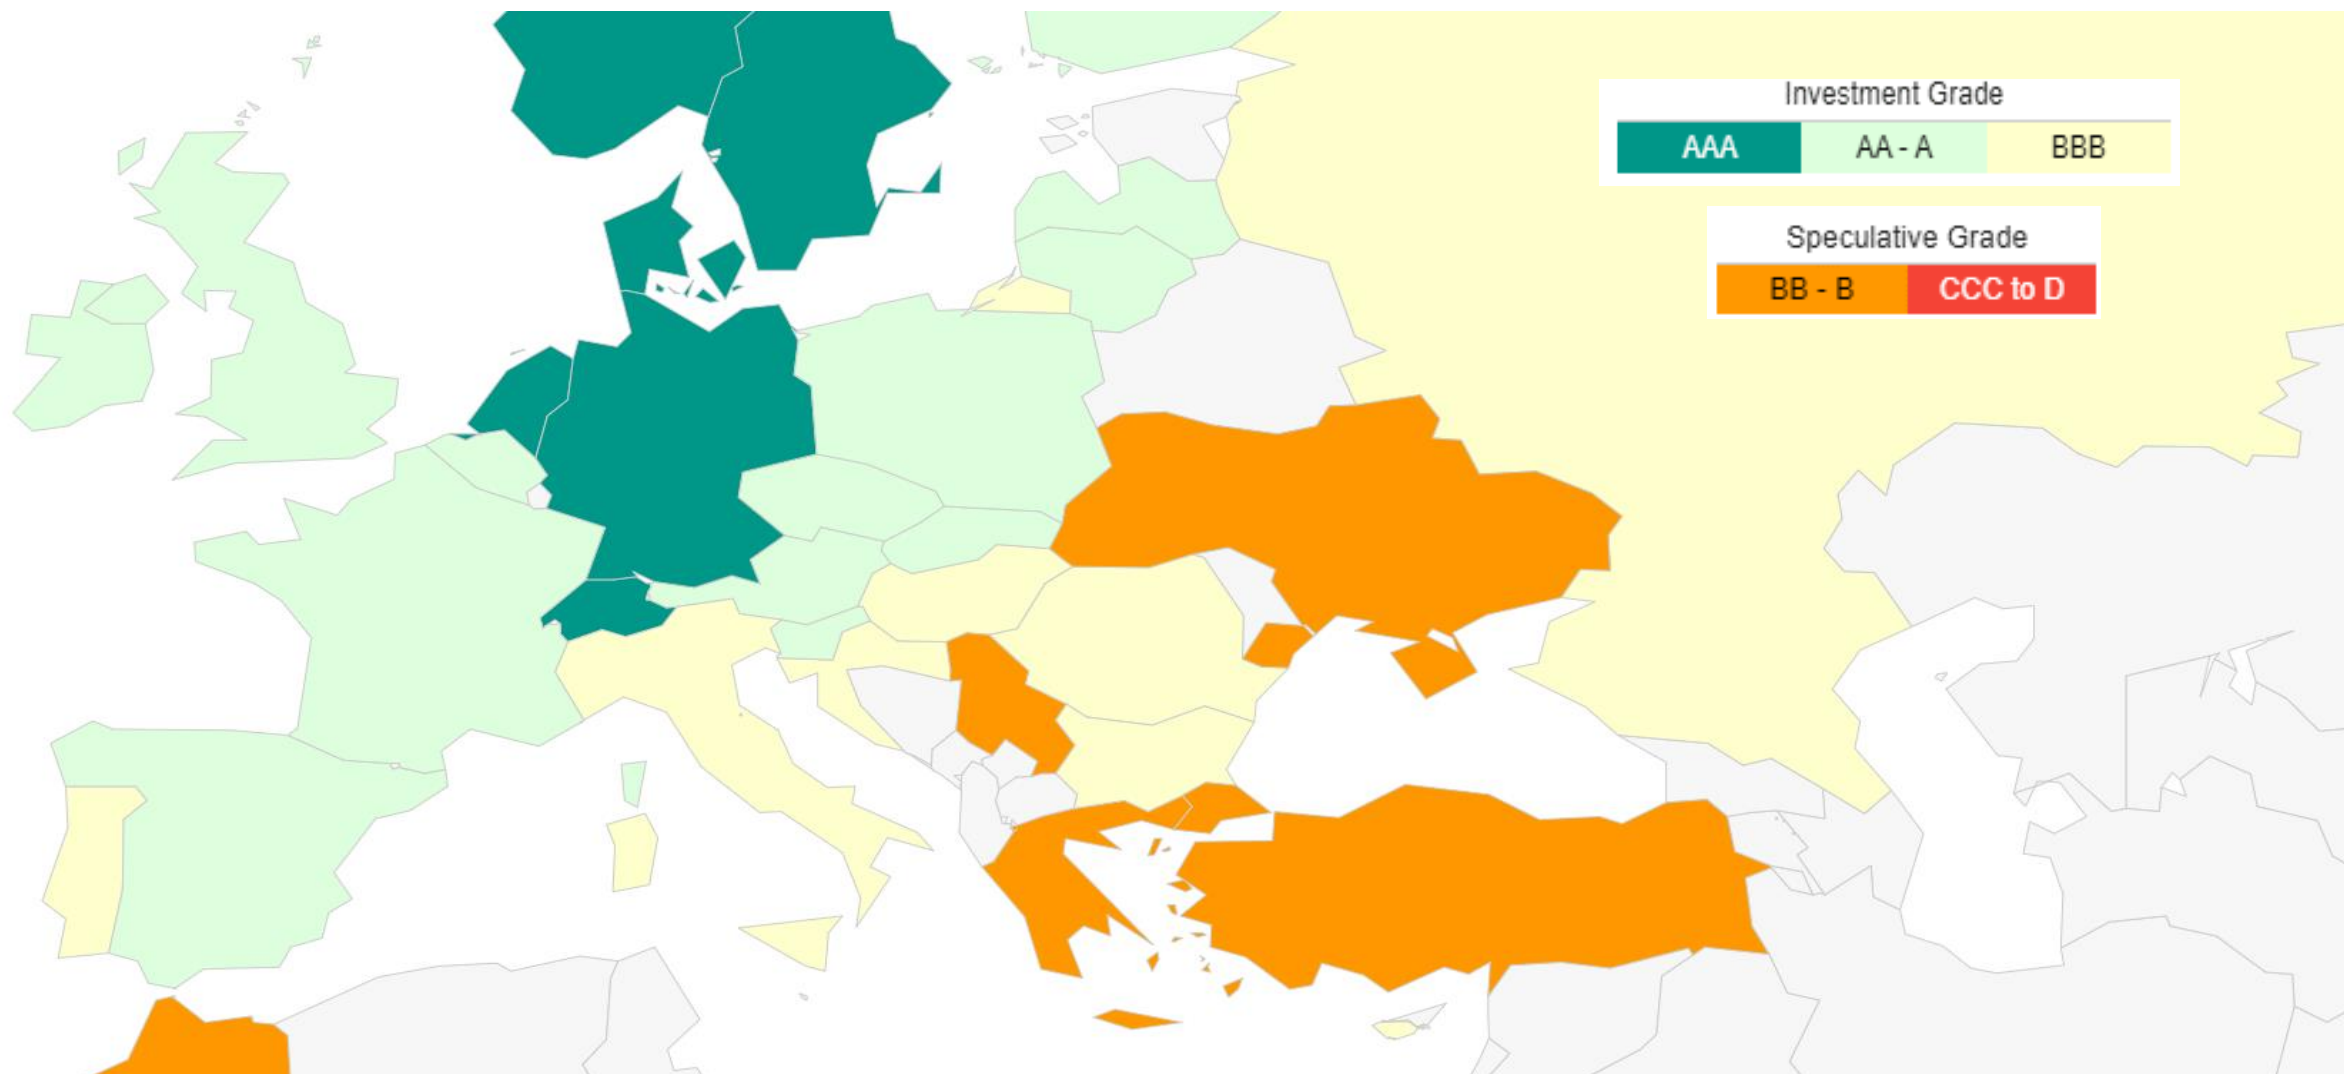 Investment Grade
AAA AA - A BBB
Speculative Grade
BB - B CCC to D